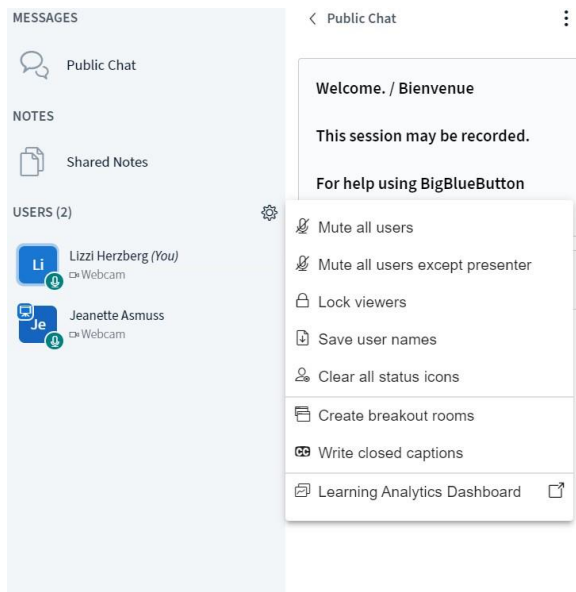 MESSAGES
Public Chat
NOTES
Shared Notes
USERS (2)
Li
Lizzi Herzberg (You)
Webcam
Je
Jeanette Asmuss
Webcam
Public Chat
Welcome. / Bienvenue
This session may be recorded.
For help using BigBlueButton
Mute all users
Mute all users except presenter
Lock viewers
Save user names
Clear all status icons
Create breakout rooms
CC Write closed captions
Learning Analytics Dashboard